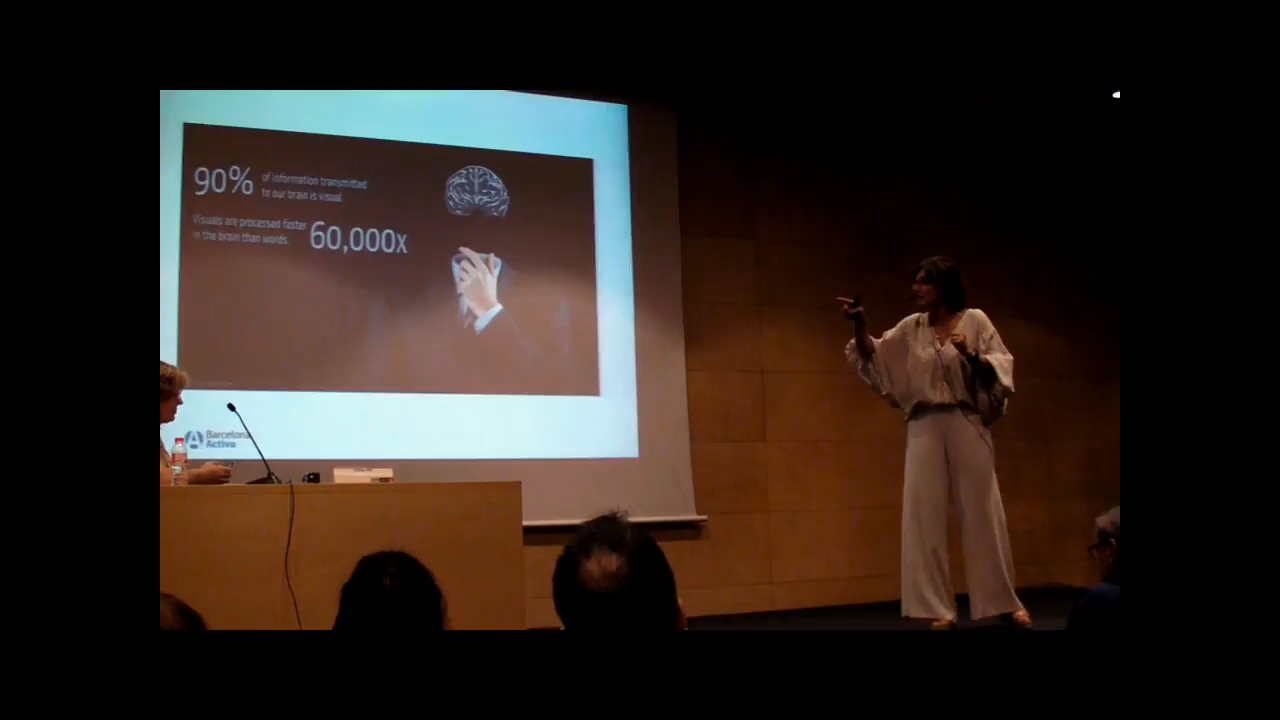 90% of information transmitted
to our brain is visual.
Visuals are processed faster
in the brain than words. 60,000x
Barcelona
Activa